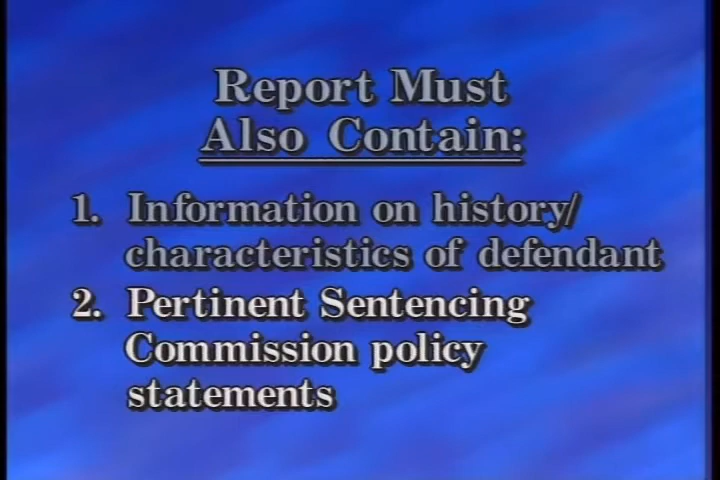 Report Must
Also Contain:
1. Information on history/
characteristics of defendant
2. Pertinent Sentencing
Commission policy
statements